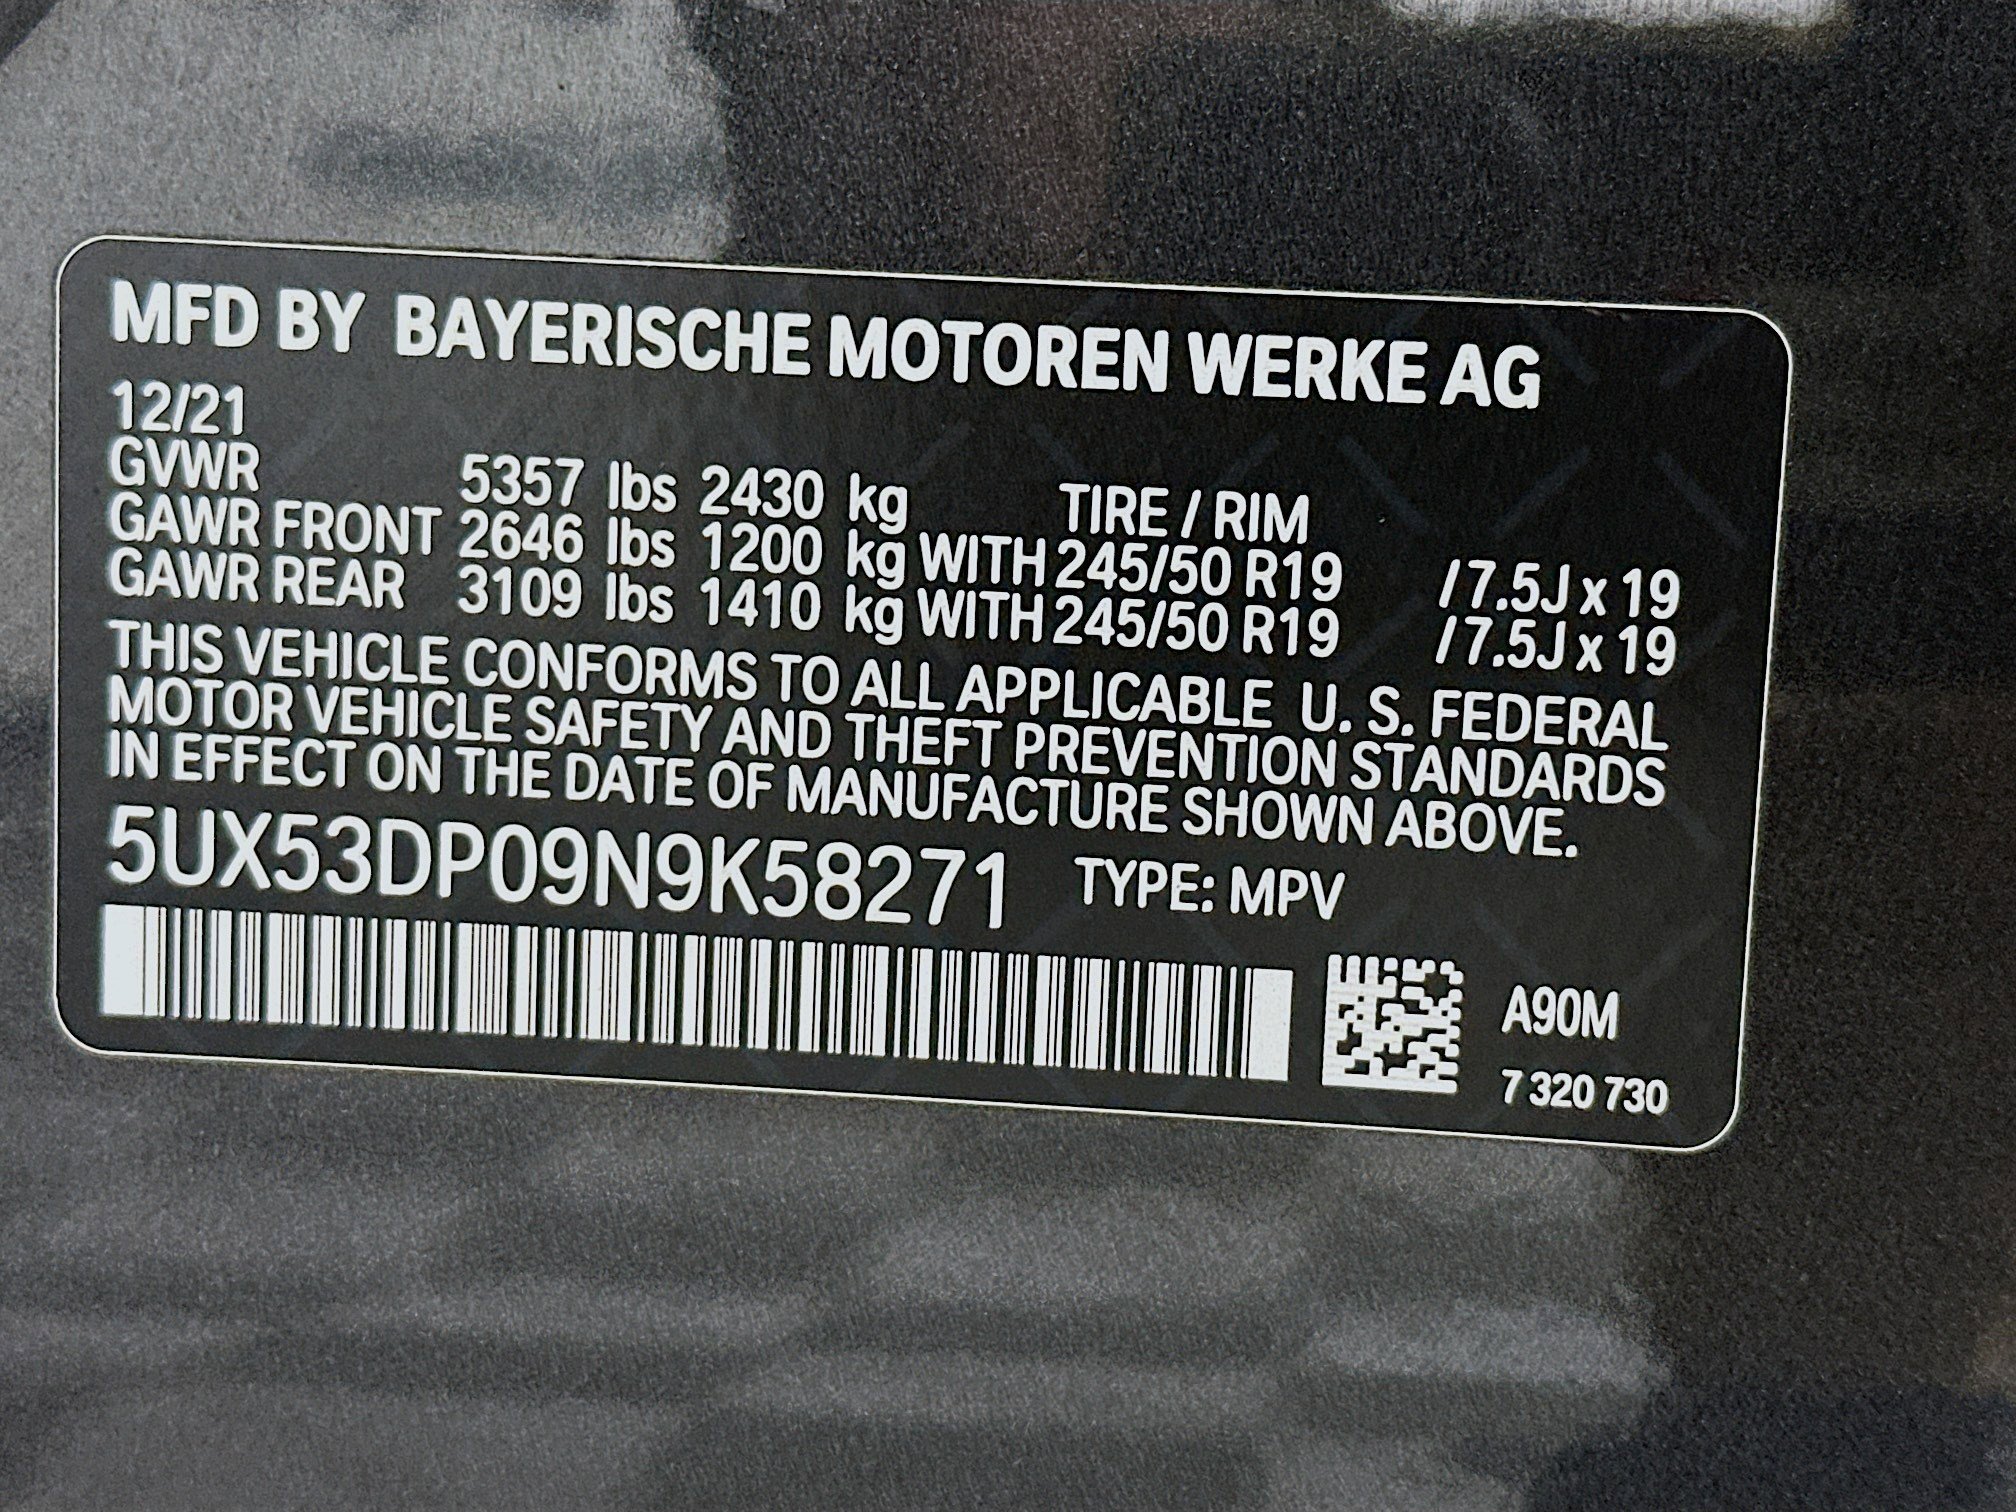 MFD BY BAYERISCHE MOTOREN WERKE AG
12/21
GVWR 5357 lbs 2430 kg TIRE / RIM
GAWR FRONT 2646 lbs 1200 kg WITH 245/50 R19 / 7.5J x 19
GAWR REAR 3109 lbs 1410 kg WITH 245/50 R19 / 7.5J x 19
THIS VEHICLE CONFORMS TO ALL APPLICABLE U. S. FEDERAL
MOTOR VEHICLE SAFETY AND THEFT PREVENTION STANDARDS
IN EFFECT ON THE DATE OF MANUFACTURE SHOWN ABOVE.
5UX53DP09N9K58271 TYPE: MPV
A90M
7 320 730